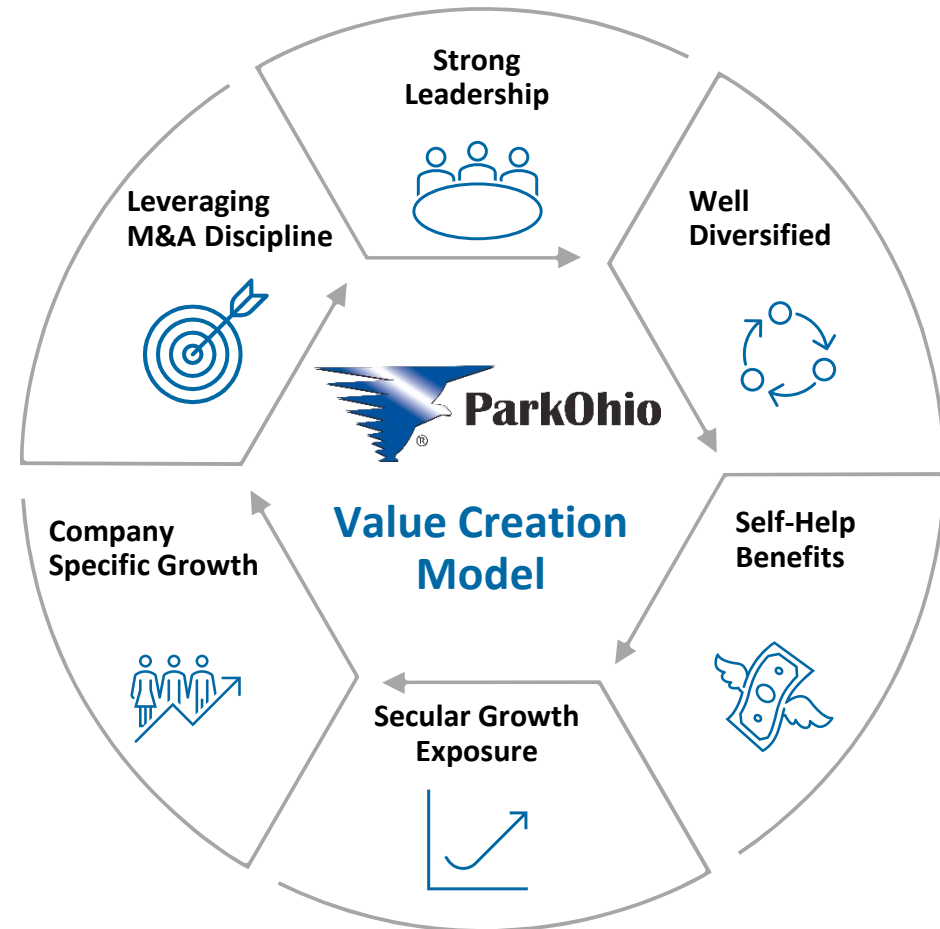 Strong
Leadership
Well
Diversified
Self-Help
Benefits
Secular Growth
Exposure
Company
Specific Growth
Leveraging
M&A Discipline
® ParkOhio
Value Creation
Model